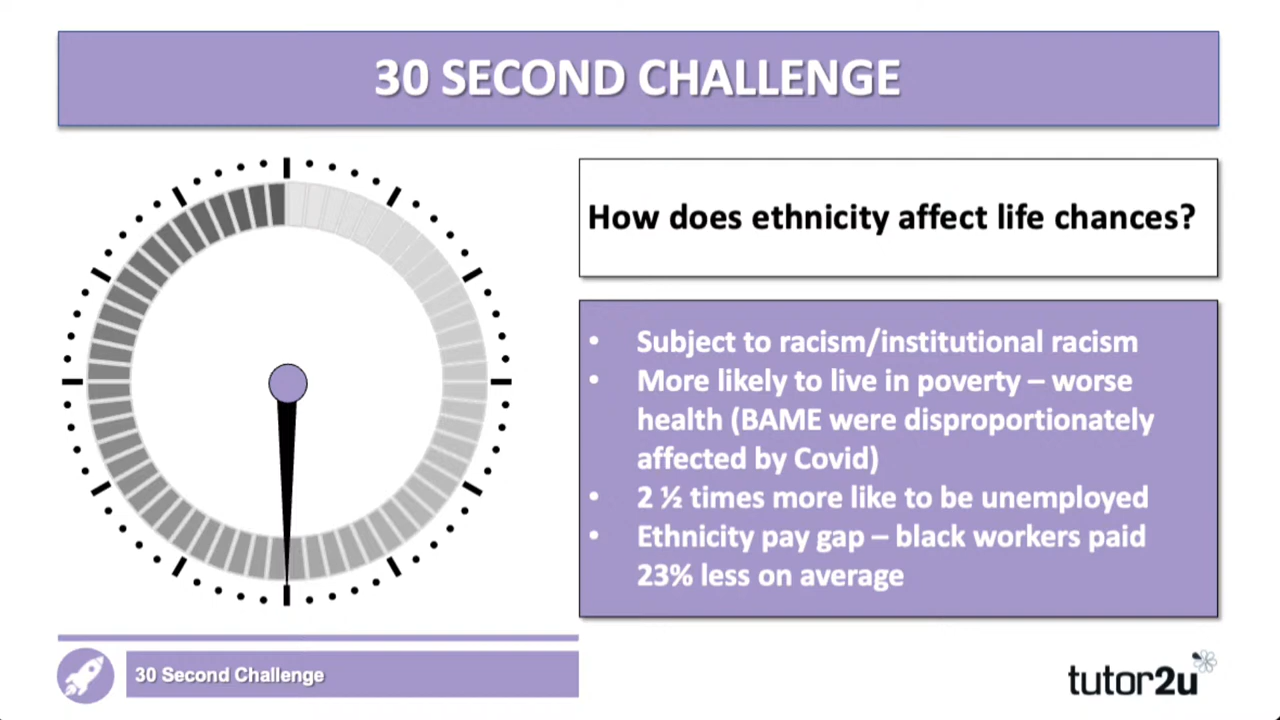 30 SECOND CHALLENGE
How does ethnicity affect life chances?
• Subject to racism/institutional racism
• More likely to live in poverty – worse
health (BAME were disproportionately
affected by Covid)
• 2 ½ times more like to be unemployed
• Ethnicity pay gap – black workers paid
23% less on average
30 Second Challenge
tutor2u